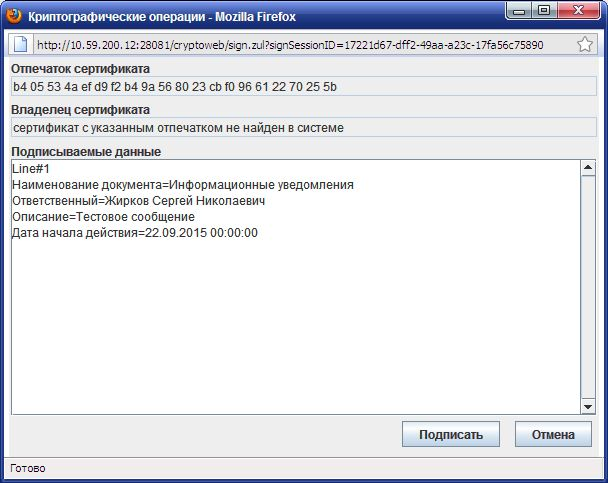 Криптографические операции - Mozilla Firefox
http://10.59.200.12:28081/cryptoweb/sign.zul?signSessionID=17221d67-dff2-49aa-a23c-17fa56c75890
Отпечаток сертификата
b4 05 53 4a ef d9 f2 b4 9a 56 80 23 cb f0 96 61 22 70 25 5b
Владелец сертификата
сертификат с указанным отпечатком не найден в системе
Подписываемые данные
Line#1
Наименование документа=Информационные уведомления
Ответственный=Жирков Сергей Николаевич
Описание=Тестовое сообщение
Дата начала действия=22.09.2015 00:00:00
Подписать
Отмена
Готово